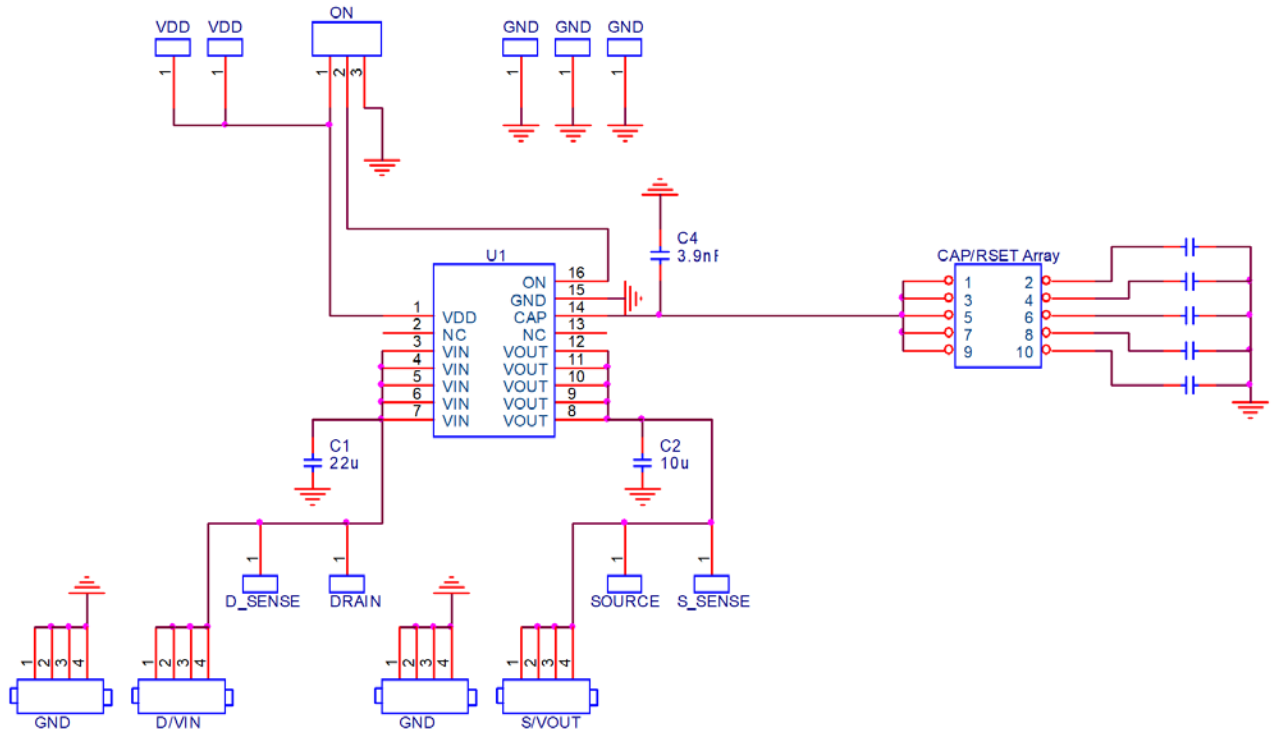 VDD VDD ON GND GND GND
1 1 1 2 3 1 1 1
C4
3.9nF
U1
CAP/RSET Array
ON 16
GND 15
1 VDD CAP 14
2 NC NC 13
3 VIN VOUT 12
4 VIN VOUT 11
5 VIN VOUT 10
6 VIN VOUT 9
7 VIN VOUT 8
1 2
3 4
5 6
7 8
9 10
C1
22u
C2
10u
1 1 1 1
D_SENSE DRAIN SOURCE S_SENSE
1 2 3 4 1 2 3 4 1 2 3 4 1 2 3 4
GND D/VIN GND S/VOUT